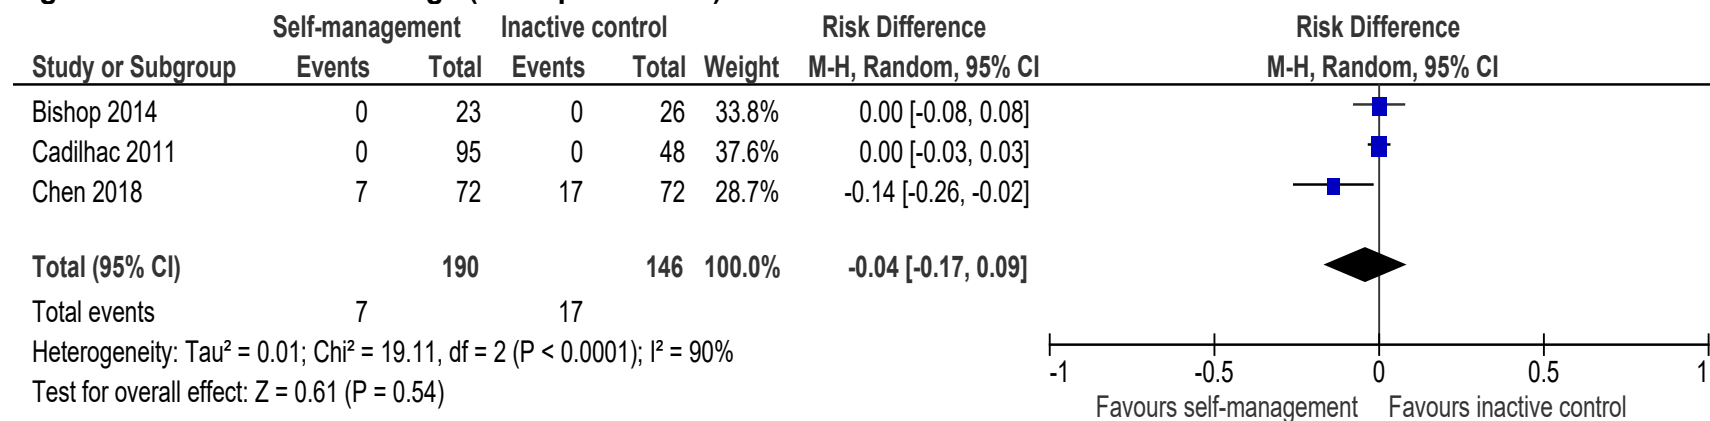 Self-management Inactive control Risk Difference Risk Difference
Study or Subgroup Events Total Events Total Weight M-H, Random, 95% CI M-H, Random, 95% CI
Bishop 2014 0 23 0 26 33.8% 0.00 [-0.08, 0.08]
Cadilhac 2011 0 95 0 48 37.6% 0.00 [-0.03, 0.03]
Chen 2018 7 72 17 72 28.7% -0.14 [-0.26, -0.02]
Total (95% CI) 190 146 100.0% -0.04 [-0.17, 0.09]
Total events 7 17
Heterogeneity: Tau² = 0.01; Chi² = 19.11, df = 2 (P < 0.0001); I² = 90%
Test for overall effect: Z = 0.61 (P = 0.54)
-1 -0.5 0 0.5 1
Favours self-management Favours inactive control